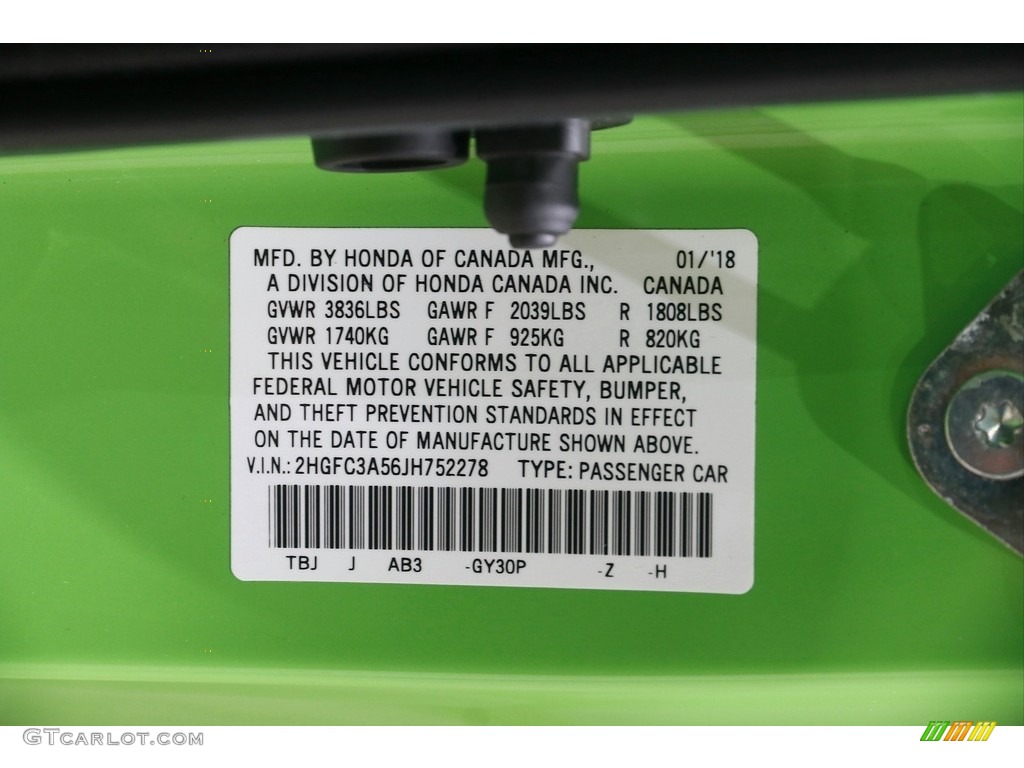 MFD. BY HONDA OF CANADA MFG., 01/'18
A DIVISION OF HONDA CANADA INC. CANADA
GVWR 3836LBS GAWR F 2039LBS R 1808LBS
GVWR 1740KG GAWR F 925KG R 820KG
THIS VEHICLE CONFORMS TO ALL APPLICABLE
FEDERAL MOTOR VEHICLE SAFETY, BUMPER,
AND THEFT PREVENTION STANDARDS IN EFFECT
ON THE DATE OF MANUFACTURE SHOWN ABOVE.
V.I.N.: 2HGFC3A56JH752278 TYPE: PASSENGER CAR
TBJ J AB3 -GY30P -Z -H
GTCARLOT.COM